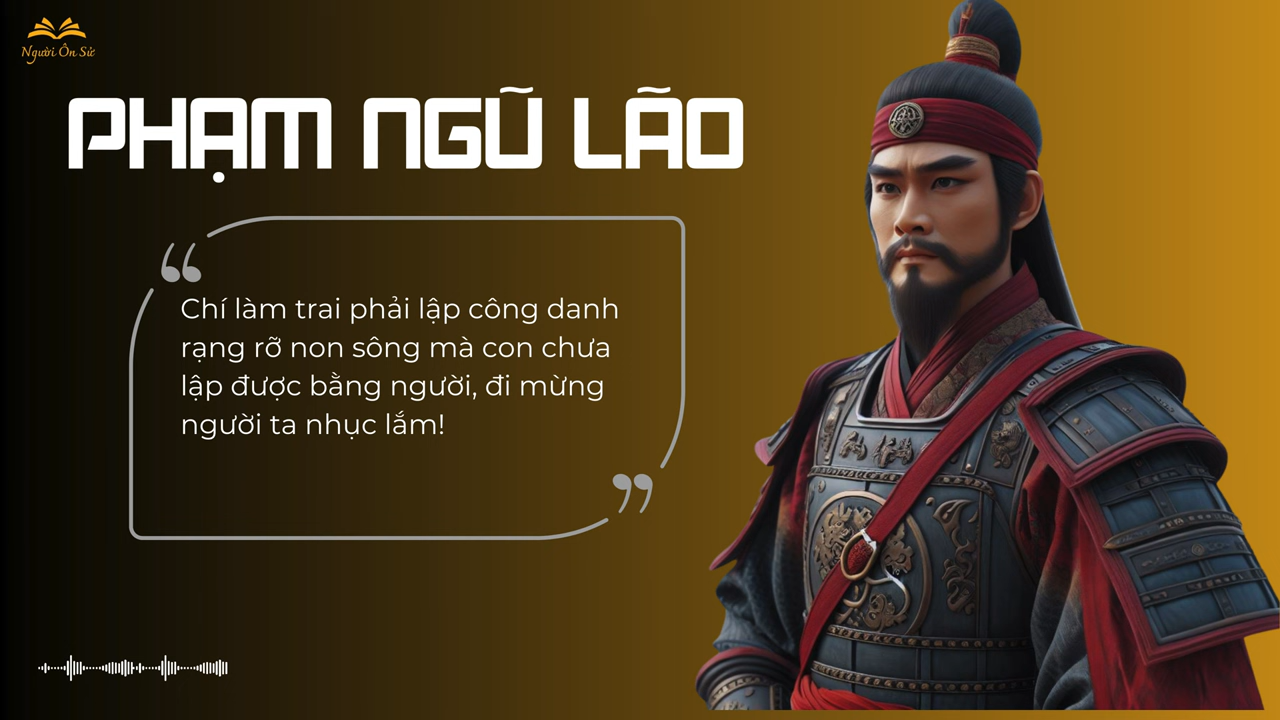 Người Ôn Sử
PHẠM NGŨ LÃO
“
Chí làm trai phải lập công danh
rạng rỡ non sông mà con chưa
lập được bằng người, đi mừng
người ta nhục lắm!
”